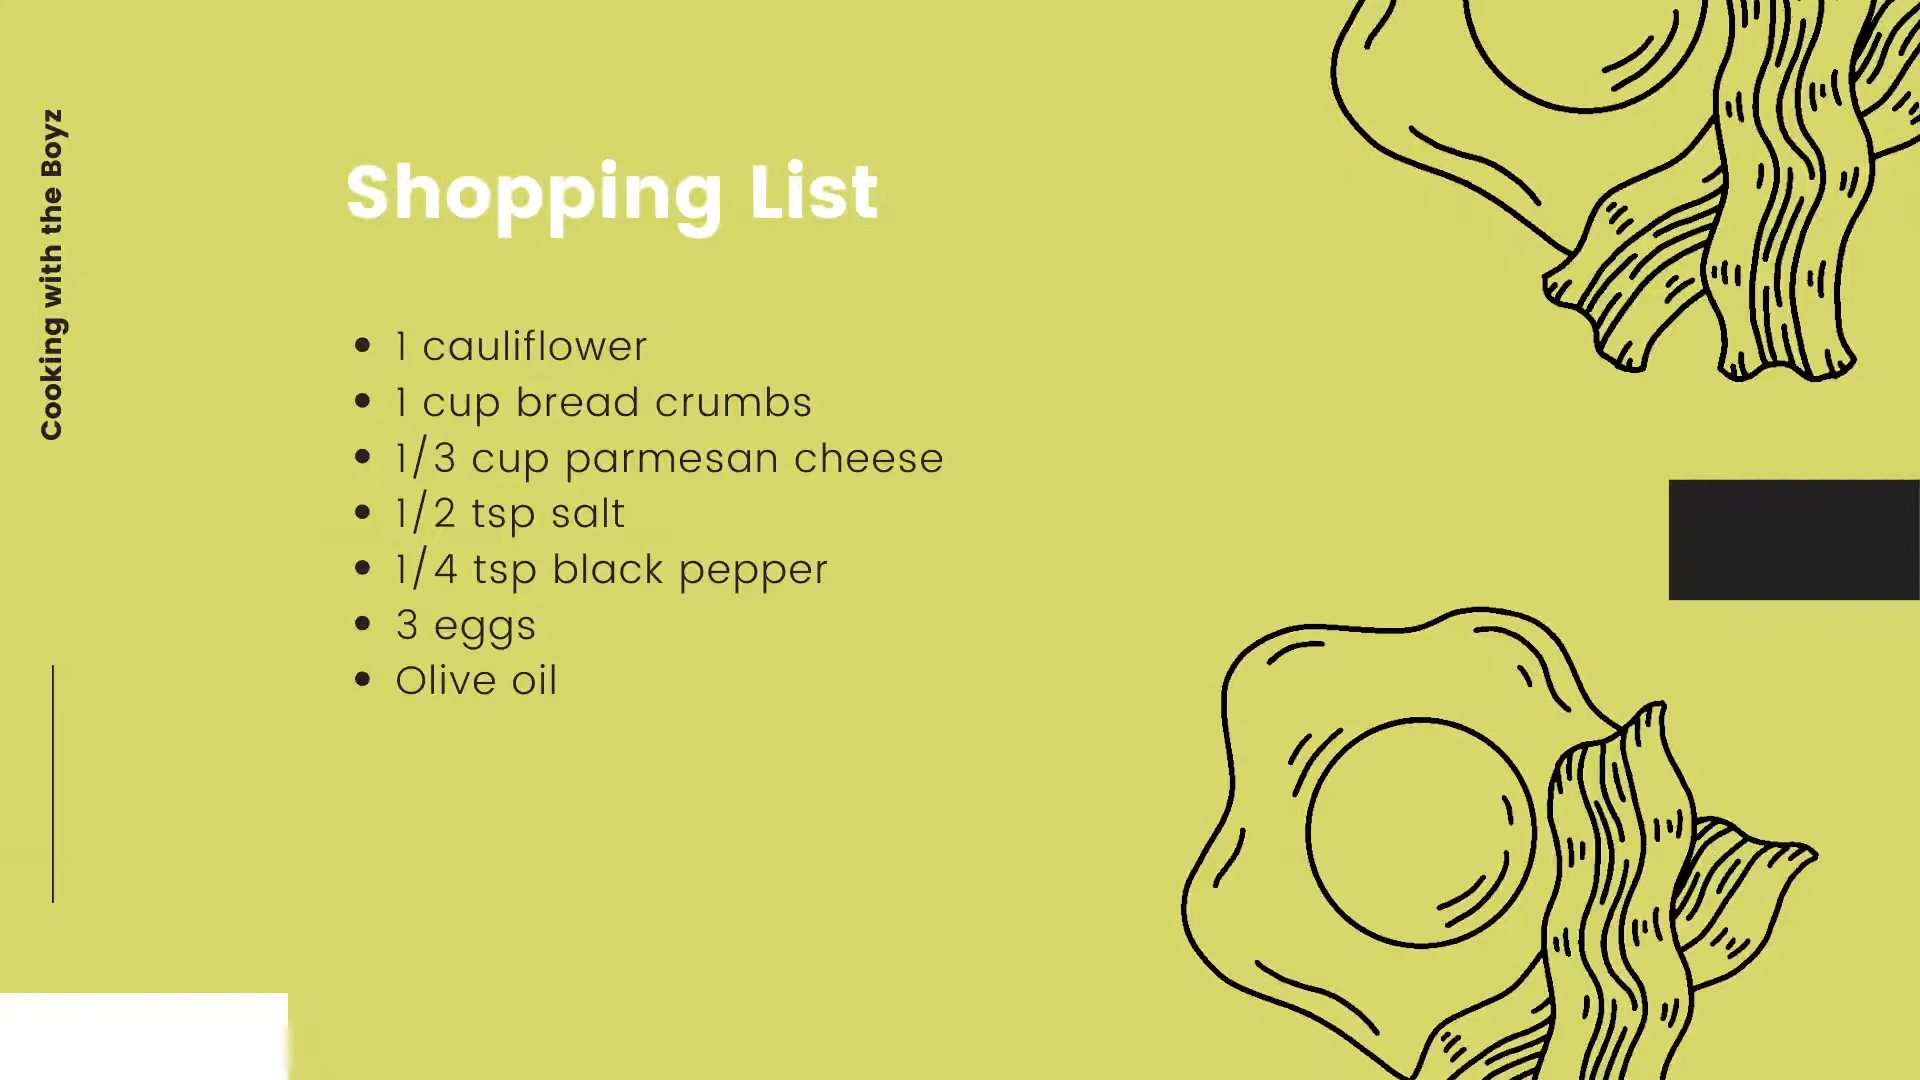 Cooking with the Boyz
Shopping List
1 cauliflower
1 cup bread crumbs
1/3 cup parmesan cheese
1/2 tsp salt
1/4 tsp black pepper
3 eggs
Olive oil